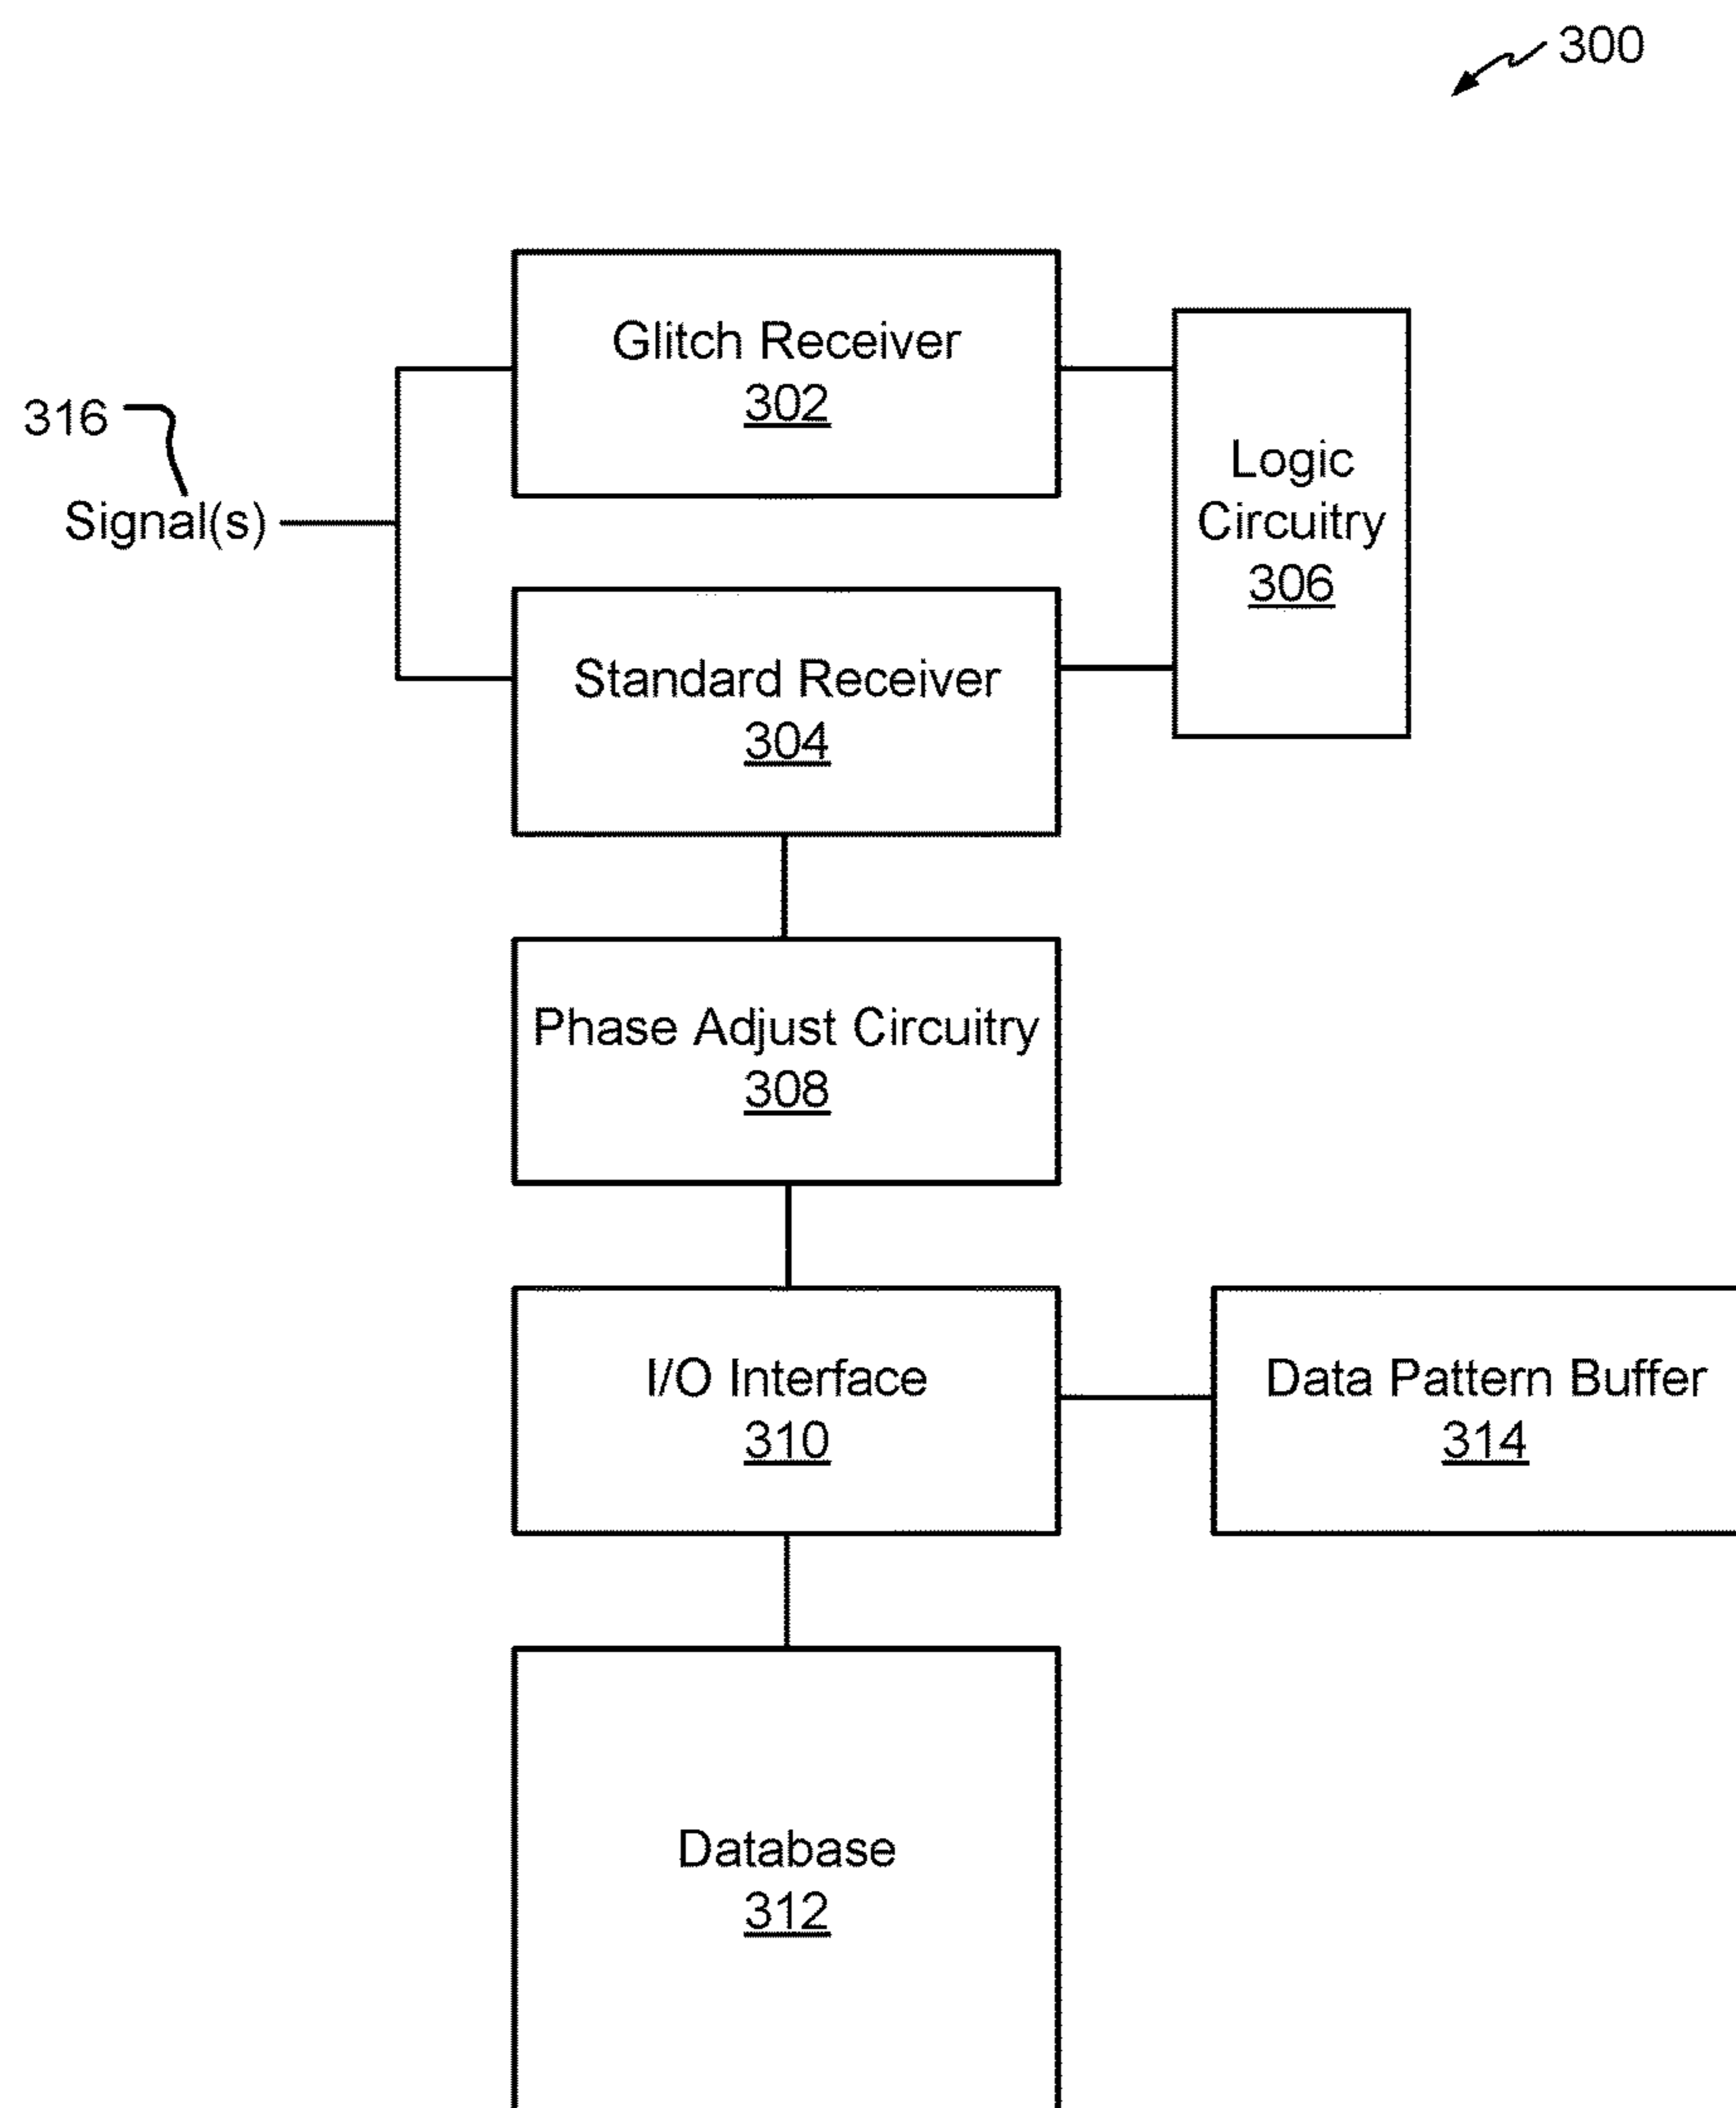 300
Glitch Receiver
302
316
Signal(s)
Logic
Circuitry
306
Standard Receiver
304
Phase Adjust Circuitry
308
I/O Interface
310
Data Pattern Buffer
314
Database
312